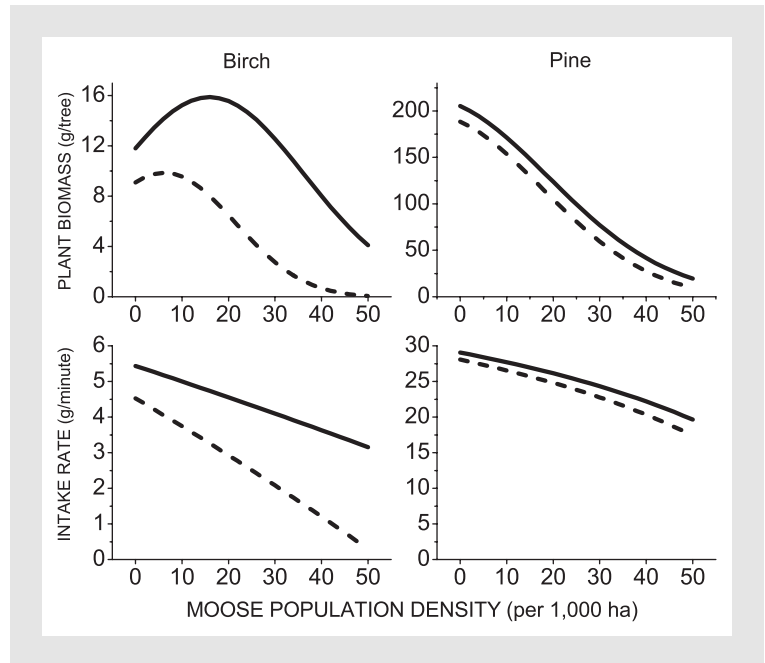 Birch
Pine
PLANT BIOMASS (g/tree)
16
12
8
4
0
0 10 20 30 40 50
200
150
100
50
0
0 10 20 30 40 50
INTAKE RATE (g/minute)
6
5
4
3
2
1
0
0 10 20 30 40 50
30
25
20
15
10
5
0
0 10 20 30 40 50
MOOSE POPULATION DENSITY (per 1,000 ha)